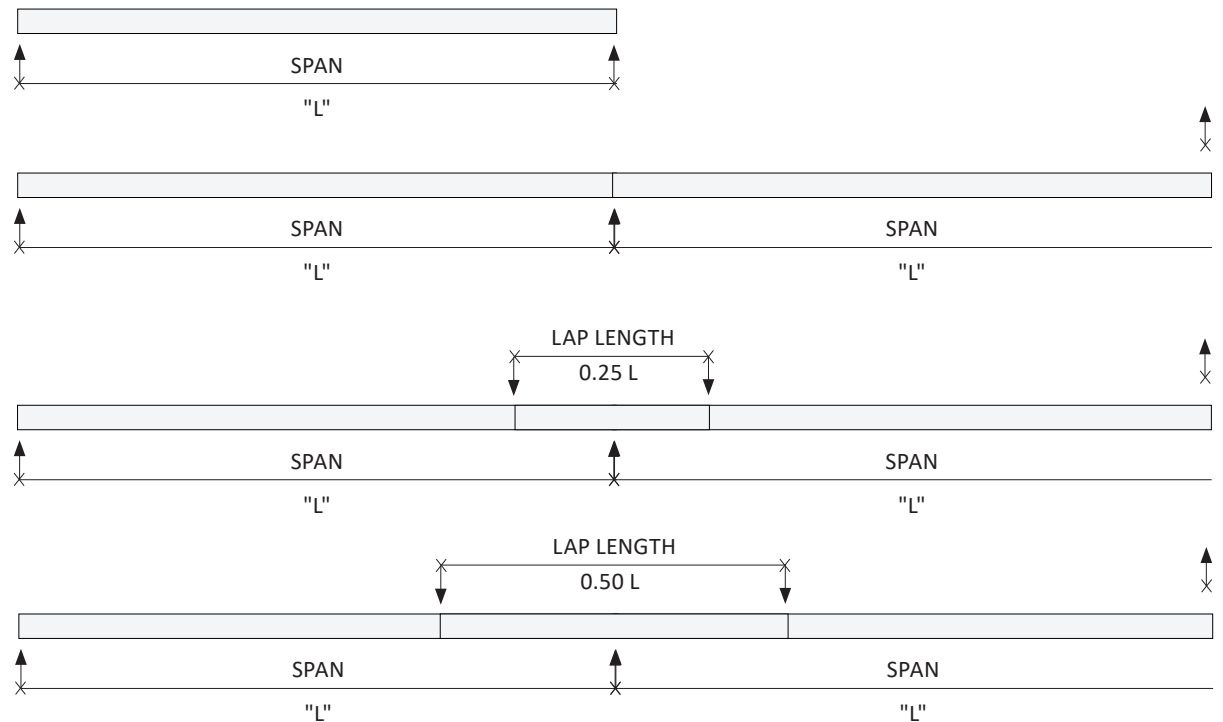 SPAN
"L"
SPAN SPAN
"L" "L"
LAP LENGTH
0.25 L
SPAN SPAN
"L" "L"
LAP LENGTH
0.50 L
SPAN SPAN
"L" "L"